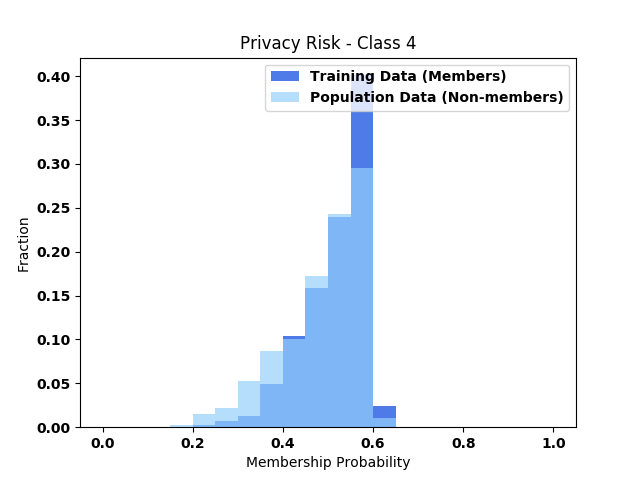 Privacy Risk - Class 4
Training Data (Members)
Population Data (Non-members)
0.40
0.35
0.30
0.25
0.20
0.15
0.10
0.05
0.00
Fraction
0.0 0.2 0.4 0.6 0.8 1.0
Membership Probability